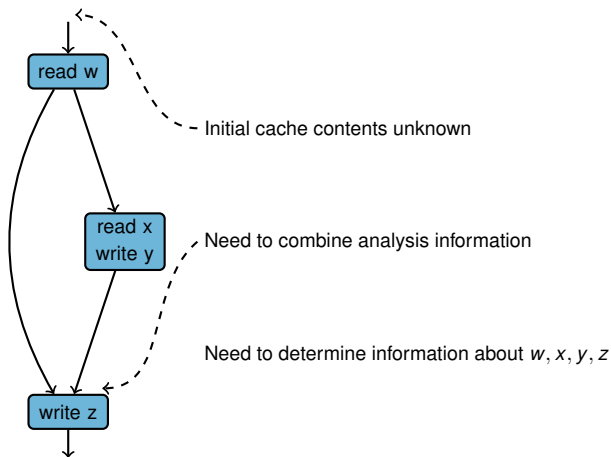 read w
Initial cache contents unknown
read x
write y
Need to combine analysis information
Need to determine information about w, x, y, z
write z